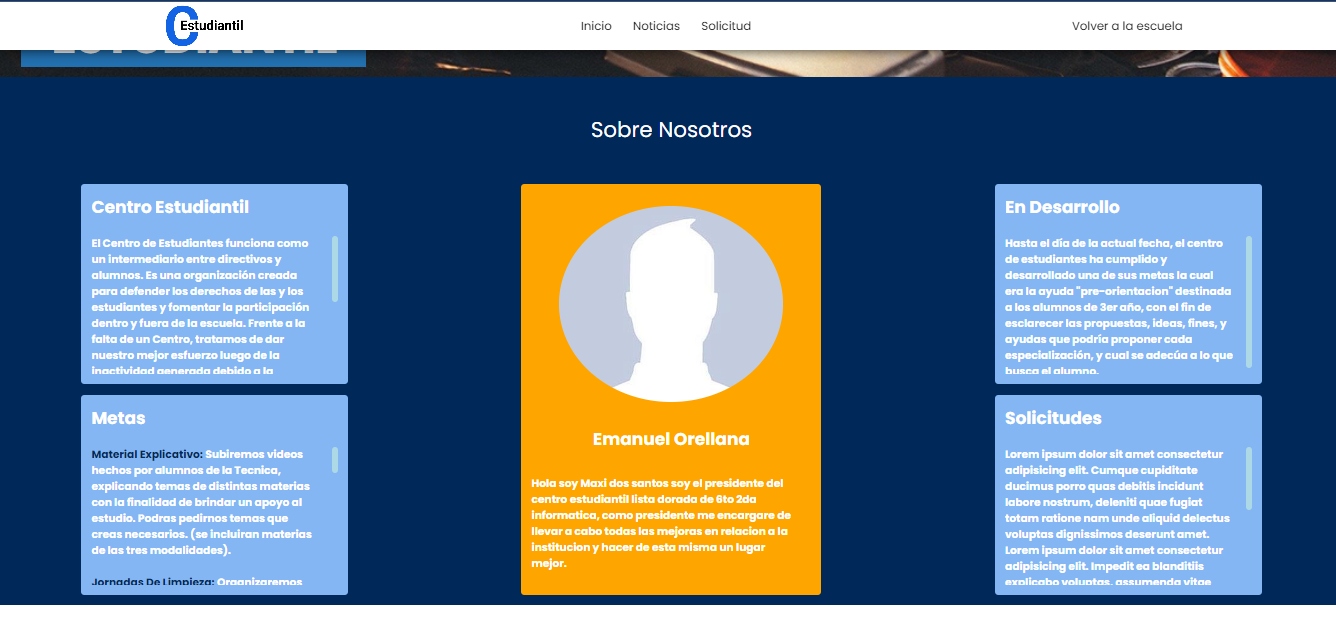 Estudiantil
Inicio
Noticias
Solicitud
Volver a la escuela
ESTUDIANTIL
Sobre Nosotros
Centro Estudiantil
El Centro de Estudiantes funciona como
un intermediario entre directivos y
alumnos. Es una organización creada
para defender los derechos de las y los
estudiantes y fomentar la participación
dentro y fuera de la escuela. Frente a la
falta de un Centro, tratamos de dar
nuestro mejor esfuerzo luego de la
inactividad generada debido a la
Metas
Material Explicativo: Subiremos videos
hechos por alumnos de la Tecnica,
explicando temas de distintas materias
con la finalidad de brindar un apoyo al
estudio. Podras pedirnos temas que
creas necesarios. (se incluiran materias
de las tres modalidades).
Jornadas De Limpieza: Organizaremos
Emanuel Orellana
Hola soy Maxi dos santos soy el presidente del
centro estudiantil lista dorada de 6to 2da
informatica, como presidente me encargare de
llevar a cabo todas las mejoras en relacion a la
institucion y hacer de esta misma un lugar
mejor.
En Desarrollo
Hasta el día de la actual fecha, el centro
de estudiantes ha cumplido y
desarrollado una de sus metas la cual
era la ayuda "pre-orientacion" destinada
a los alumnos de 3er año, con el fin de
esclarecer las propuestas, ideas, fines, y
ayudas que podría proponer cada
especialización, y cual se adecúa a lo que
busca el alumno.
Solicitudes
Lorem ipsum dolor sit amet consectetur
adipisicing elit. Cumque cupiditate
ducimus porro quas debitis incidunt
labore nostrum, deleniti quae fugiat
totam ratione nam unde aliquid delectus
voluptas dignissimos deserunt amet.
Lorem ipsum dolor sit amet consectetur
adipisicing elit. Impedit ea blanditiis
explicabo voluptas, assumenda vitae